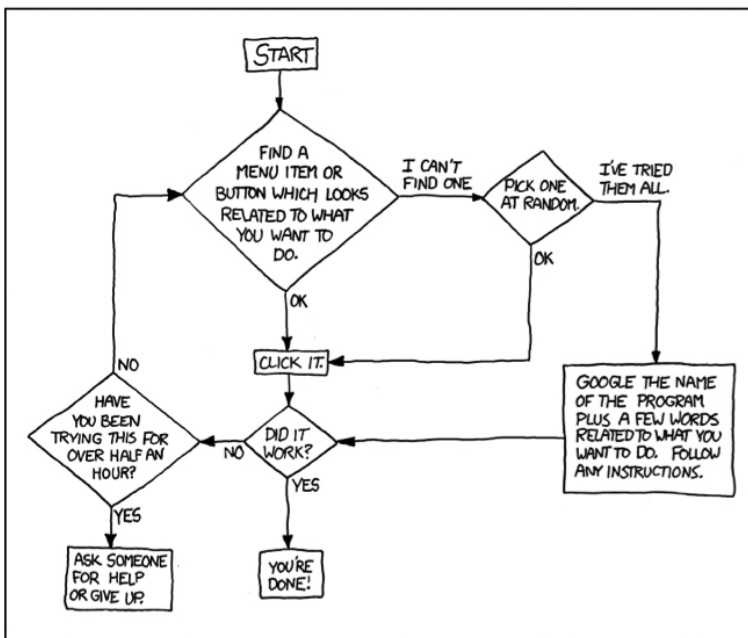 START
FIND A
MENU ITEM OR
BUTTON WHICH LOOKS
RELATED TO WHAT
YOU WANT TO
DO.
I CAN'T
FIND ONE
PICK ONE
AT RANDOM.
I'VE TRIED
THEM ALL.
OK
OK
CLICK IT.
NO
HAVE
YOU BEEN
TRYING THIS FOR
OVER HALF AN
HOUR?
NO
DID IT
WORK?
GOOGLE THE NAME
OF THE PROGRAM
PLUS A FEW WORDS
RELATED TO WHAT YOU
WANT TO DO. FOLLOW
ANY INSTRUCTIONS.
YES
YES
ASK SOMEONE
FOR HELP
OR GIVE UP.
YOU'RE
DONE!